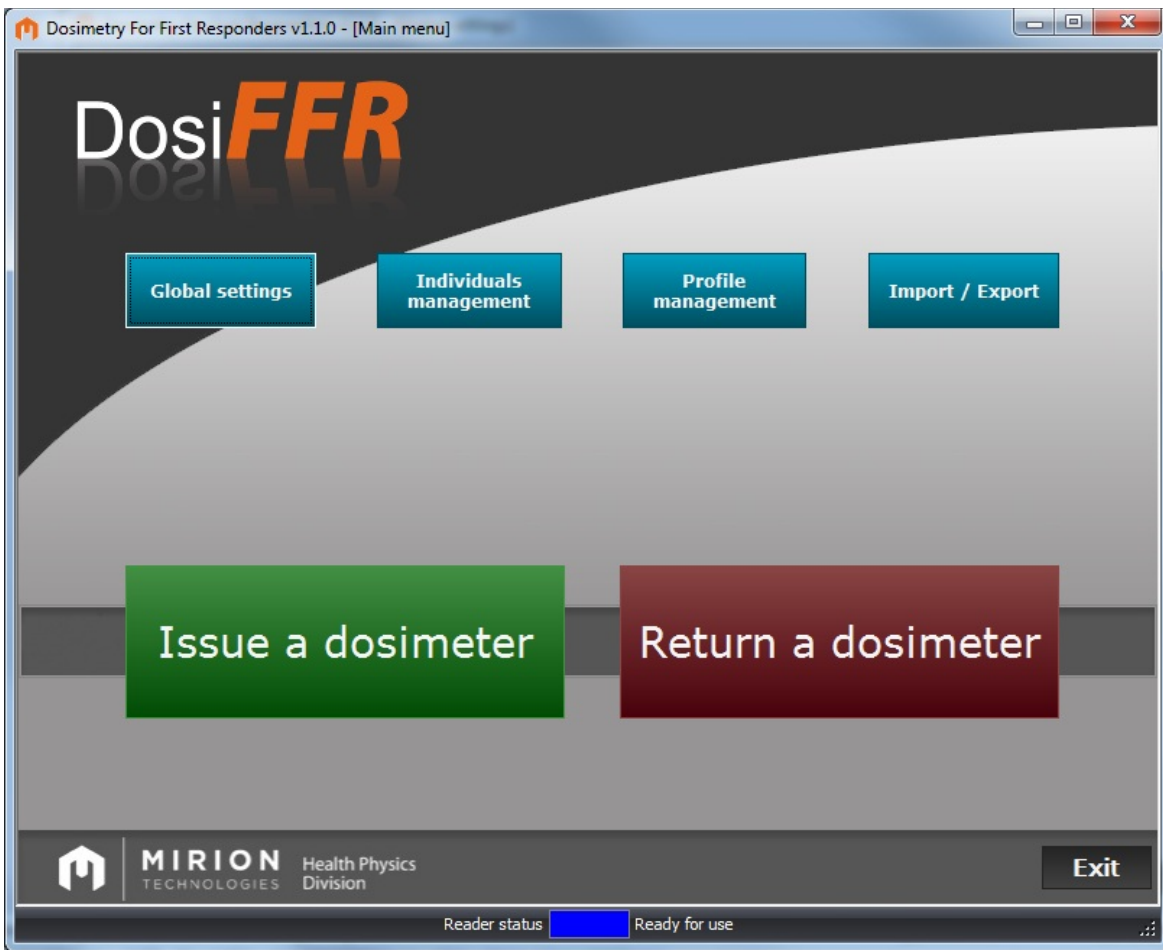 Dosimetry For First Responders v1.1.0 - [Main menu]
DosiFFR
Global settings
Individuals
management
Profile
management
Import / Export
Issue a dosimeter
Return a dosimeter
MIRION
TECHNOLOGIES
Health Physics
Division
Exit
Reader status
Ready for use